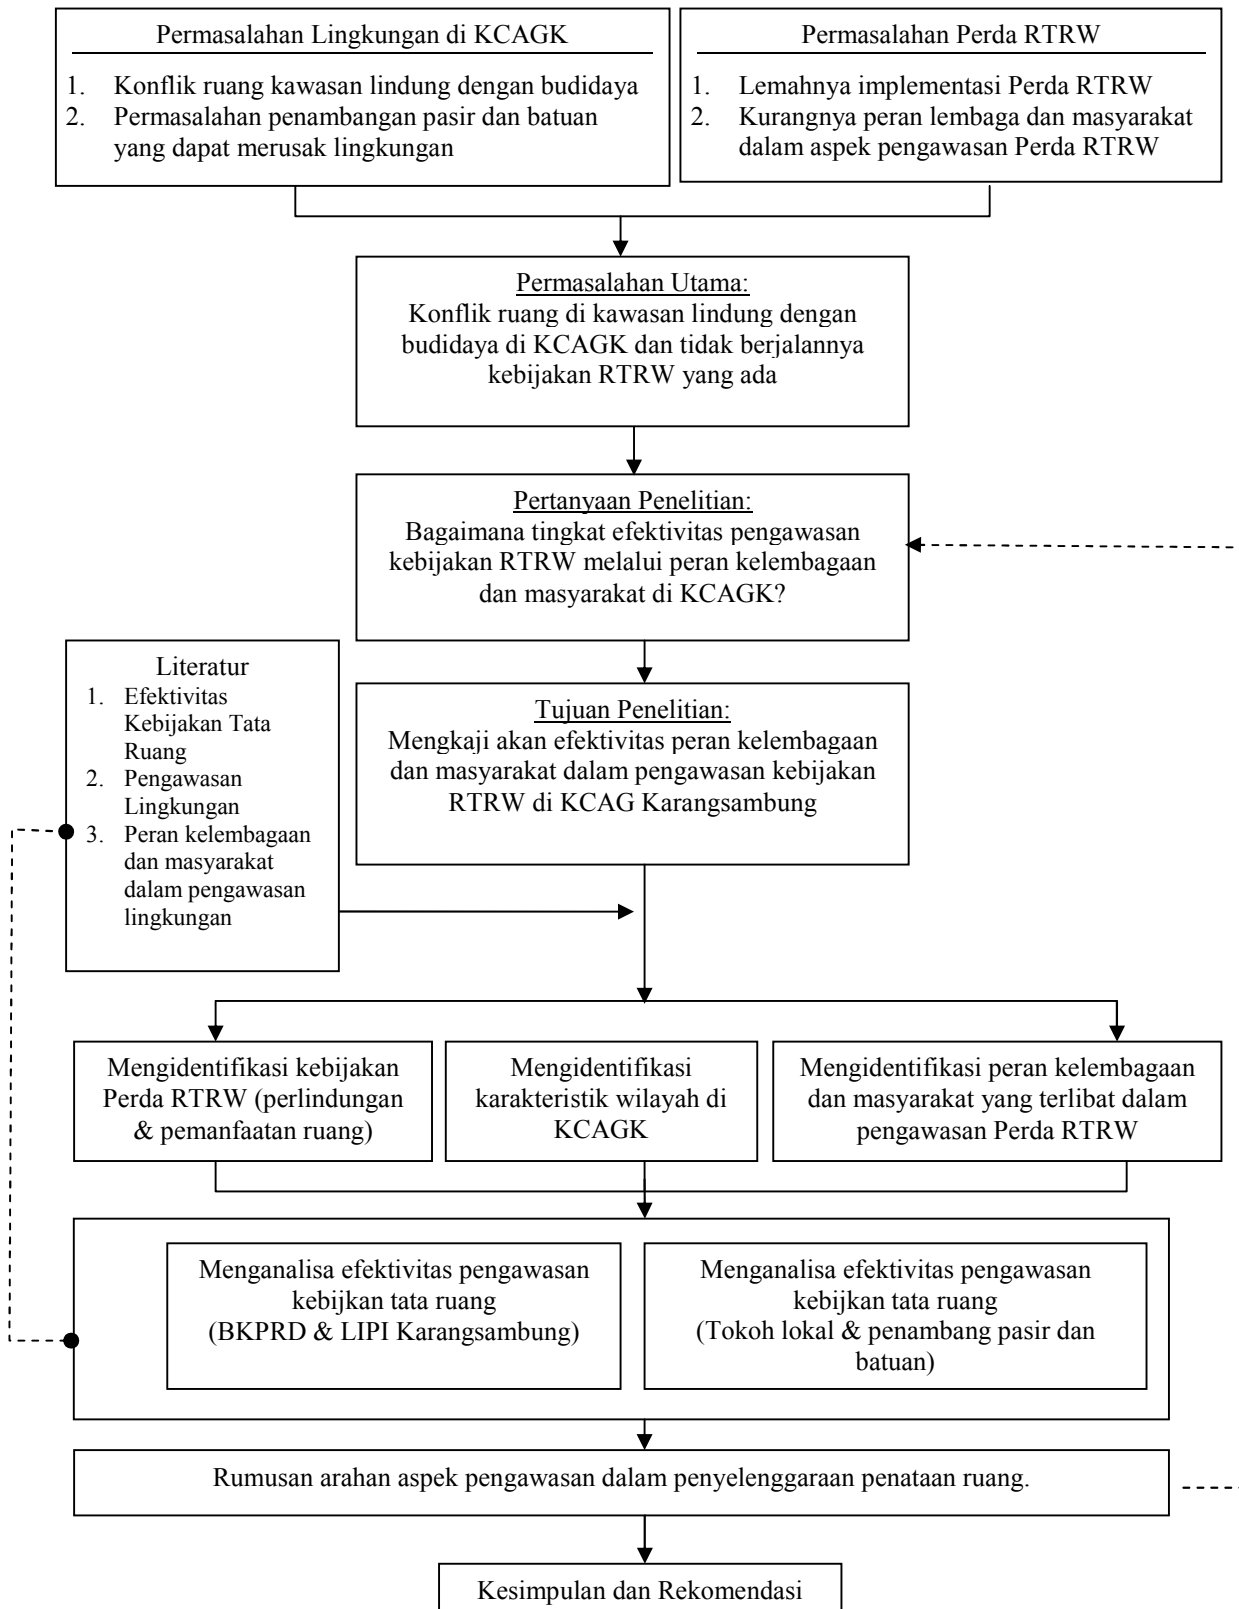 Permasalahan Lingkungan di KCAGK
1. Konflik ruang kawasan lindung dengan budidaya
2. Permasalahan penambangan pasir dan batuan
yang dapat merusak lingkungan
Permasalahan Perda RTRW
1. Lemahnya implementasi Perda RTRW
2. Kurangnya peran lembaga dan masyarakat
dalam aspek pengawasan Perda RTRW
Permasalahan Utama:
Konflik ruang di kawasan lindung dengan
budidaya di KCAGK dan tidak berjalannya
kebijakan RTRW yang ada
Pertanyaan Penelitian:
Bagaimana tingkat efektivitas pengawasan
kebijakan RTRW melalui peran kelembagaan
dan masyarakat di KCAGK?
Literatur
1. Efektivitas
Kebijakan Tata
Ruang
2. Pengawasan
Lingkungan
3. Peran kelembagaan
dan masyarakat
dalam pengawasan
lingkungan
Tujuan Penelitian:
Mengkaji akan efektivitas peran kelembagaan
dan masyarakat dalam pengawasan kebijakan
RTRW di KCAG Karangsambung
Mengidentifikasi kebijakan
Perda RTRW (perlindungan
& pemanfaatan ruang)
Mengidentifikasi
karakteristik wilayah di
KCAGK
Mengidentifikasi peran kelembagaan
dan masyarakat yang terlibat dalam
pengawasan Perda RTRW
Menganalisa efektivitas pengawasan
kebijkan tata ruang
(BKPRD & LIPI Karangsambung)
Menganalisa efektivitas pengawasan
kebijkan tata ruang
(Tokoh lokal & penambang pasir dan
batuan)
Rumusan arahan aspek pengawasan dalam penyelenggaraan penataan ruang.
Kesimpulan dan Rekomendasi